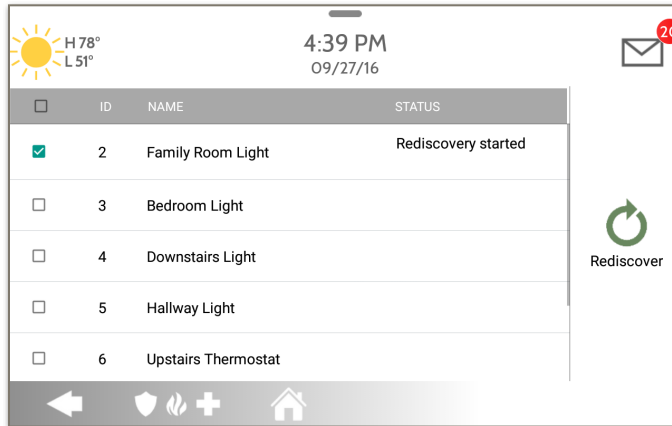 H 78°
L 51°
4:39 PM
09/27/16
ID NAME STATUS
2 Family Room Light Rediscovery started
3 Bedroom Light
4 Downstairs Light
5 Hallway Light
6 Upstairs Thermostat
Rediscover